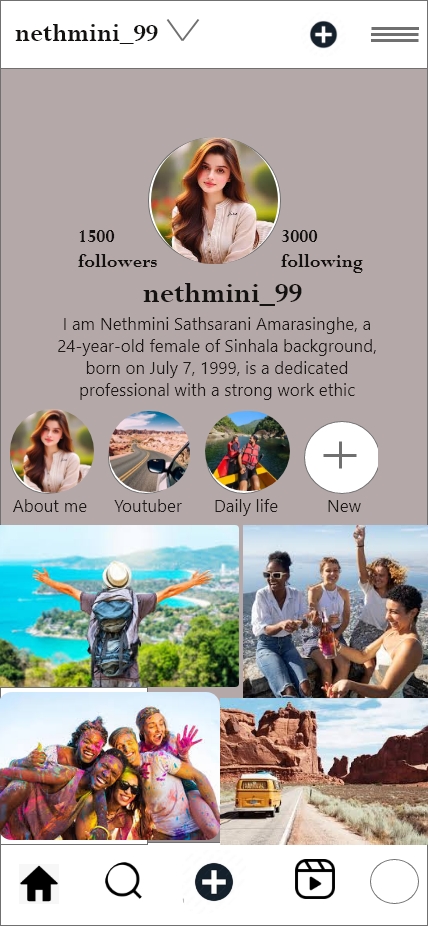 nethmini_99
1500
followers
3000
following
nethmini_99
I am Nethmini Sathsarani Amarasinghe, a
24-year-old female of Sinhala background,
born on July 7, 1999, is a dedicated
professional with a strong work ethic
About me
Youtuber
Daily life
New